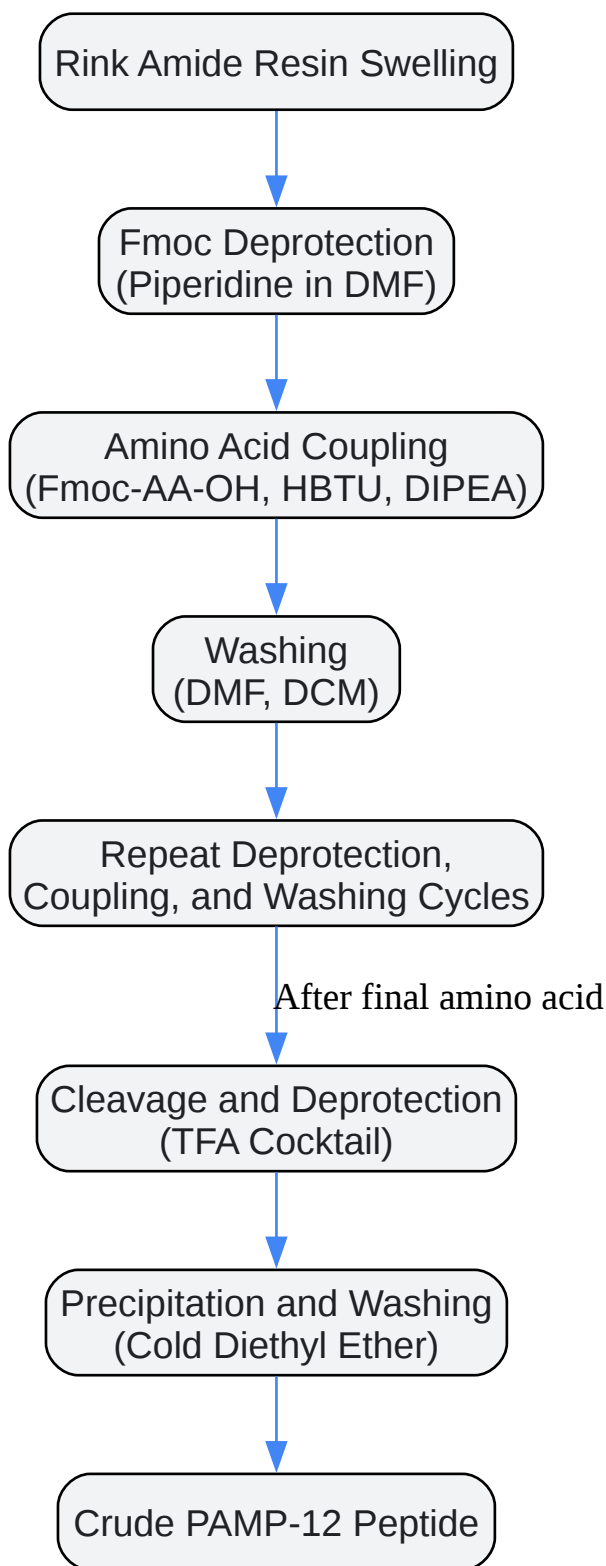 Rink Amide Resin Swelling
Fmoc Deprotection
(Piperidine in DMF)
Amino Acid Coupling
(Fmoc-AA-OH, HBTU, DIPEA)
Washing
(DMF, DCM)
Repeat Deprotection,
Coupling, and Washing Cycles
After final amino acid
Cleavage and Deprotection
(TFA Cocktail)
Precipitation and Washing
(Cold Diethyl Ether)
Crude PAMP-12 Peptide